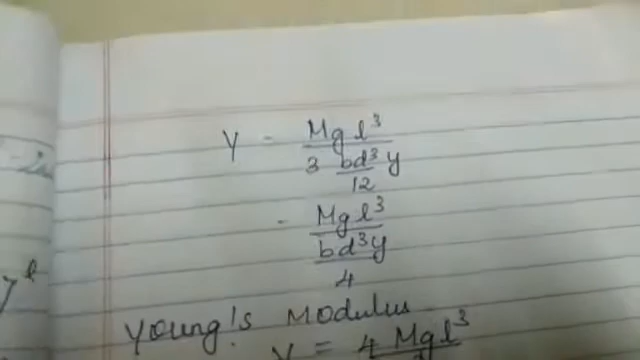 Y = Mgl³ / 3 bd³/12 y
= Mgl³ / bd³y/4
Young's Modulus
Y = 4 Mgl³